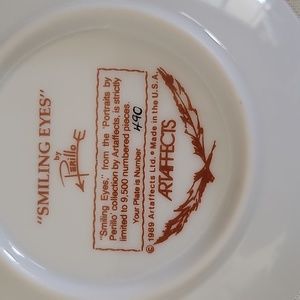 "SMILING EYES"
by
Perillo
"Smiling Eyes," from the 'Portraits by
Perillo' collection by Artaffects, is strictly
limited to 9,500 numbered pieces.
Your Plate is Number
490
ARTAFFECTS
© 1989 Artaffects Ltd. • Made in the U.S.A.